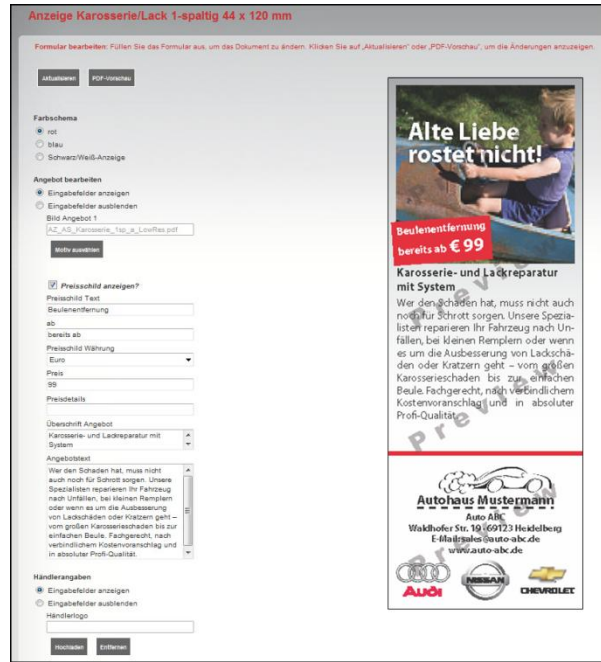 Anzeige Karosserie/Lack 1-spaltig 44 x 120 mm
Formular bearbeiten: Füllen Sie das Formular aus, um das Dokument zu ändern. Klicken Sie auf „Aktualisieren" oder „PDF-Vorschau", um die Änderungen anzuzeigen.
Aktualisieren PDF-Vorschau
Farbschema
rot
blau
Schwarz/Weiß-Anzeige
Angebot bearbeiten
Eingabefelder anzeigen
Eingabefelder ausblenden
Bild Angebot 1
AZ_AS_Karosserie_1sp_a_LowRes.pdf
Motiv auswählen
Preisschild anzeigen?
Preisschild Text
Beulenentfernung
ab
bereits ab
Preisschild Währung
Euro
Preis
99
Preisdetails
Überschrift Angebot
Karosserie- und Lackreparatur mit
System
Angebotstext
Wer den Schaden hat, muss nicht
auch noch für Schrott sorgen. Unsere
Spezialisten reparieren Ihr Fahrzeug
nach Unfällen, bei kleinen Remplern
oder wenn es um die Ausbesserung
von Lackschäden oder Kratzern geht –
vom großen Karosserieschaden bis zur
einfachen Beule. Fachgerecht, nach
verbindlichem Kostenvoranschlag und
in absoluter Profi-Qualität.
Händlerangaben
Eingabefelder anzeigen
Eingabefelder ausblenden
Händlerlogo
Hochladen Entfernen
Alte Liebe
rostet nicht!
Beulenentfernung
bereits ab € 99
Karosserie- und Lackreparatur
mit System
Wer den Schaden hat, muss nicht auch
noch für Schrott sorgen. Unsere Spezia-
listen reparieren Ihr Fahrzeug nach Un-
fällen, bei kleinen Remplern oder wenn
es um die Ausbesserung von Lackschä-
den oder Kratzern geht – vom großen
Karosserieschaden bis zur einfachen
Beule. Fachgerecht, nach verbindlichem
Kostenvoranschlag und in absoluter
Profi-Qualität.
Preview
Preview
Preview
Autohaus Mustermann
Auto ABC
Waldhofer Str. 19 · 69123 Heidelberg
E-Mail: sales@auto-abc.de
www.auto-abc.de
Audi NISSAN CHEVROLET